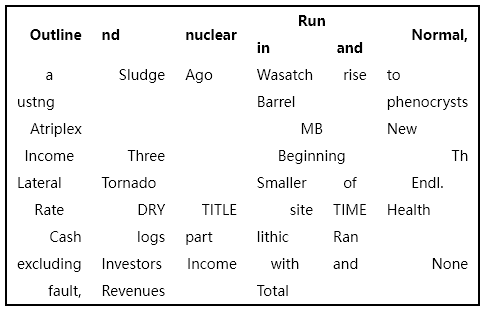 Outline nd nuclear Run in and Normal,
a Sludge Ago Wasatch rise to
ustng Barrel phenocrysts
Atriplex MB New
Income Three Beginning Th
Lateral Tornado Smaller of Endl.
Rate DRY TITLE site TIME Health
Cash logs part lithic Ran
excluding Investors Income with and None
fault, Revenues Total